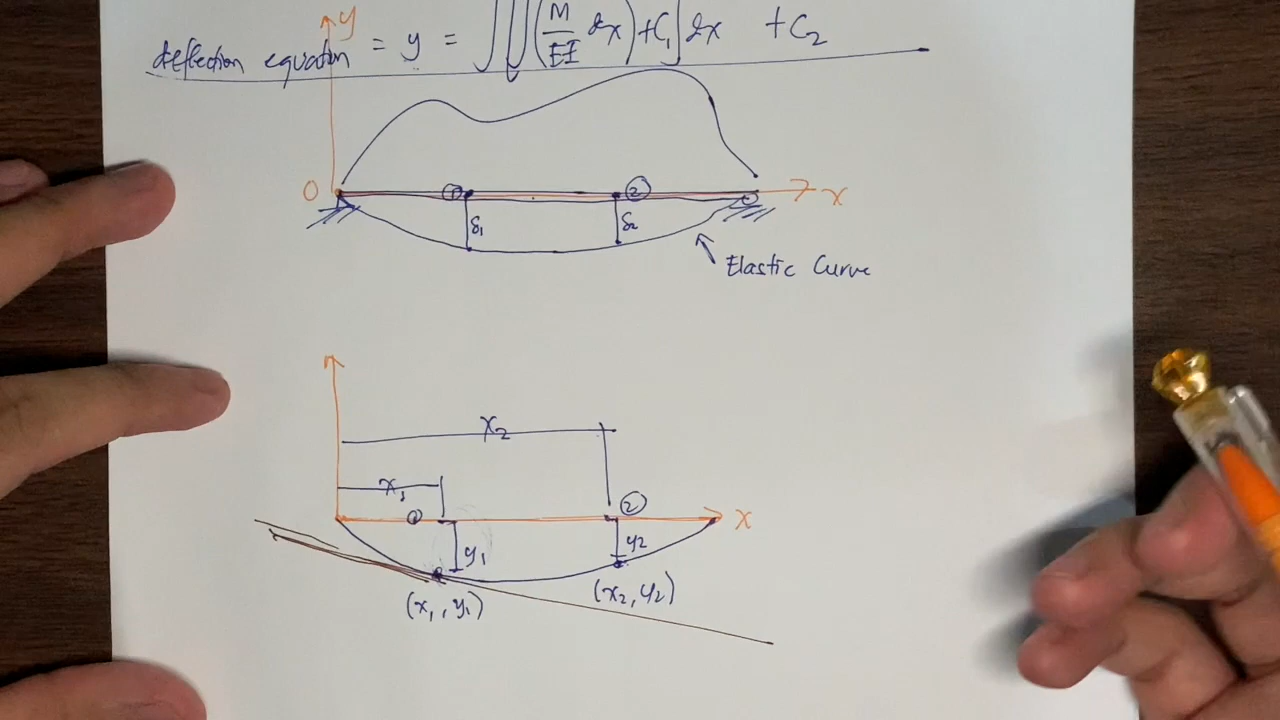 y
deflection equation = y = ∫[∫(M/EI dx) + C₁]dx + C₂
O ① ② x
δ₁ δ₂
Elastic Curve
x₂
x₁
① ② x
y₁ y₂
(x₁, y₁) (x₂, y₂)